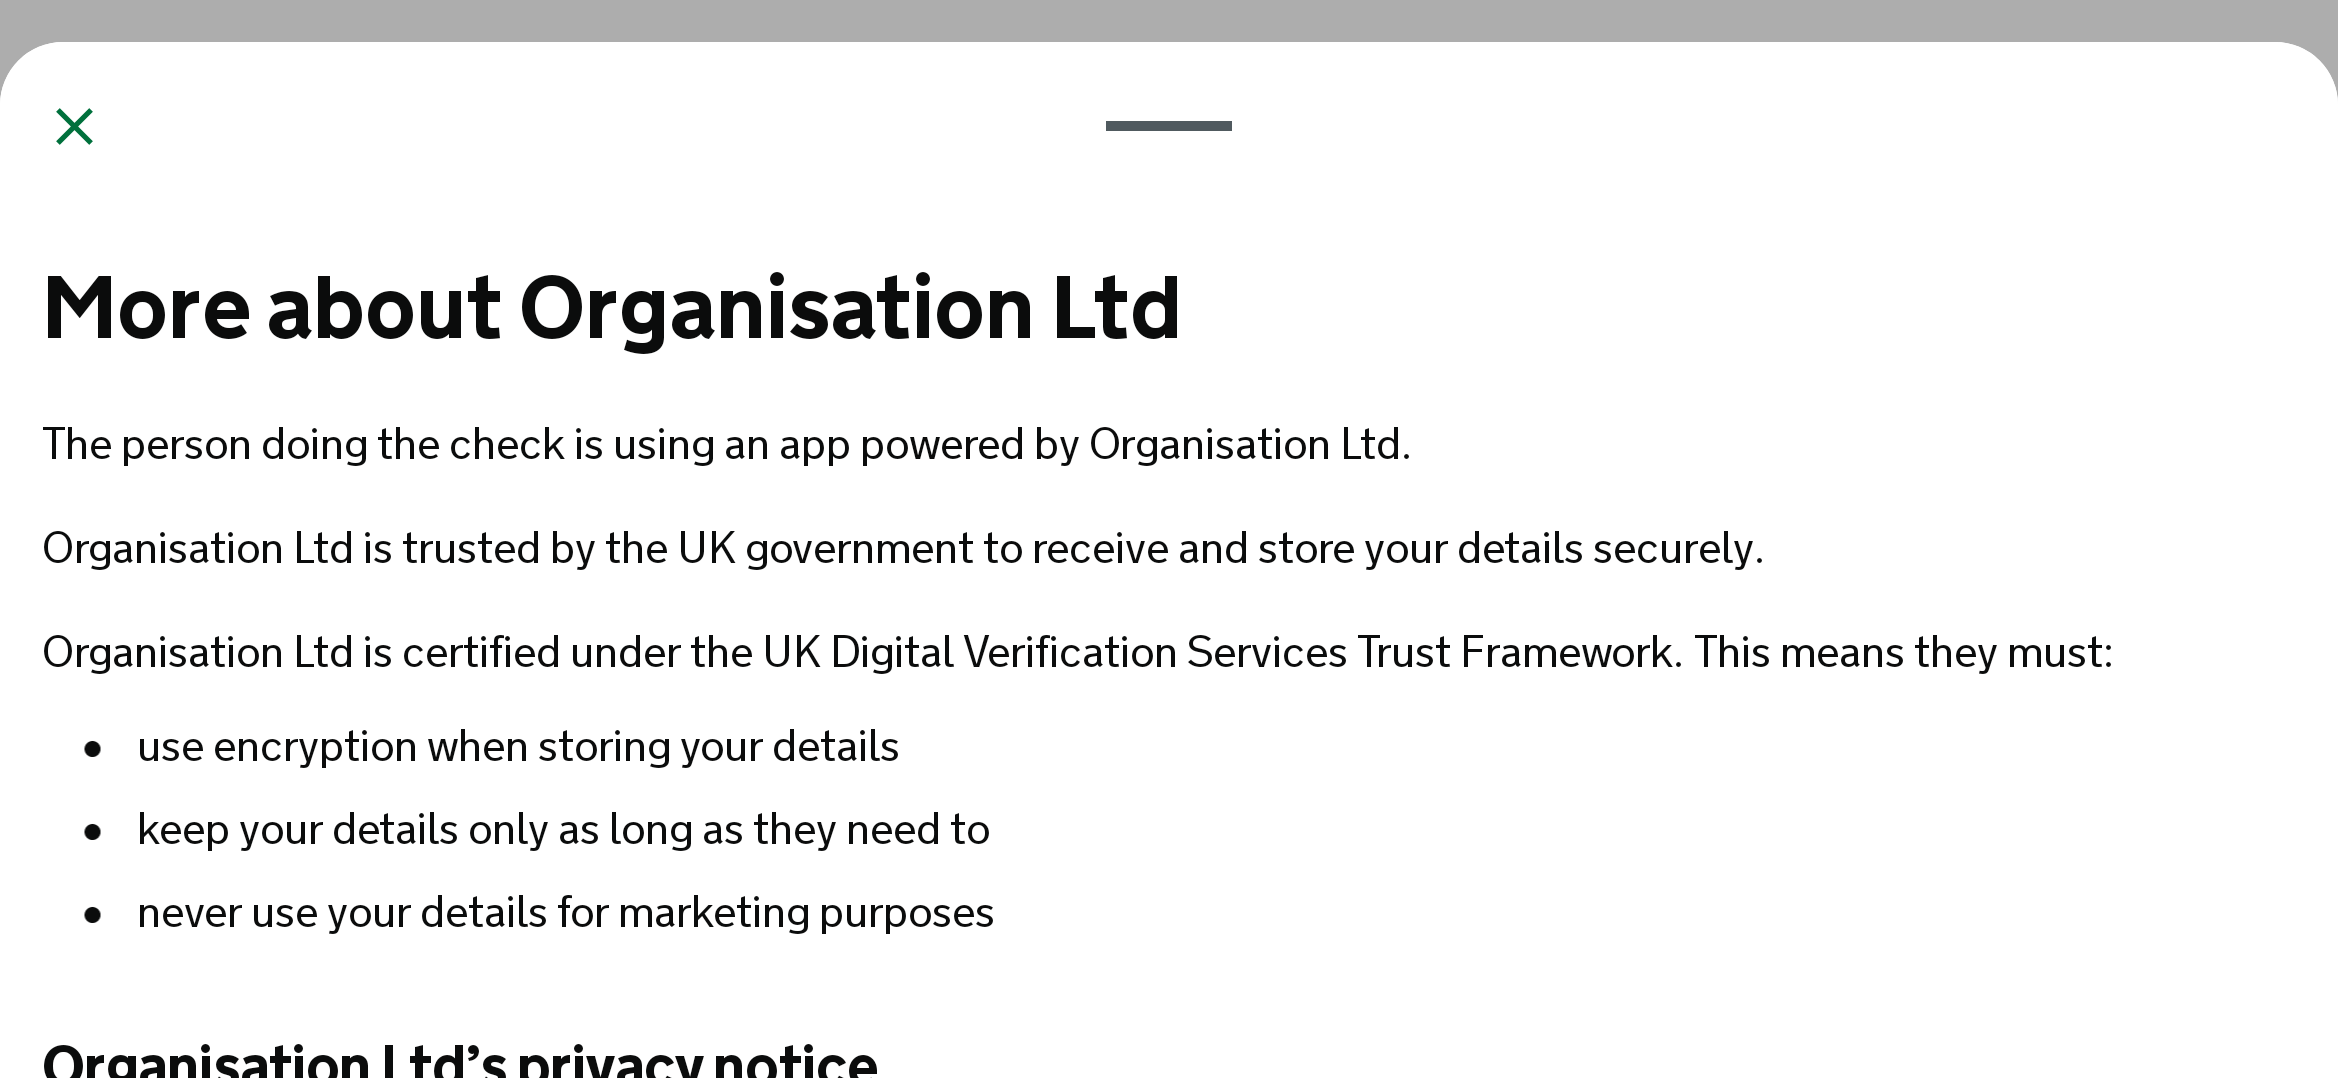 More about Organisation Ltd
The person doing the check is using an app powered by Organisation Ltd.
Organisation Ltd is trusted by the UK government to receive and store your details securely.
Organisation Ltd is certified under the UK Digital Verification Services Trust Framework. This means they must:
• use encryption when storing your details
• keep your details only as long as they need to
• never use your details for marketing purposes
Organisation Ltd’s privacy notice